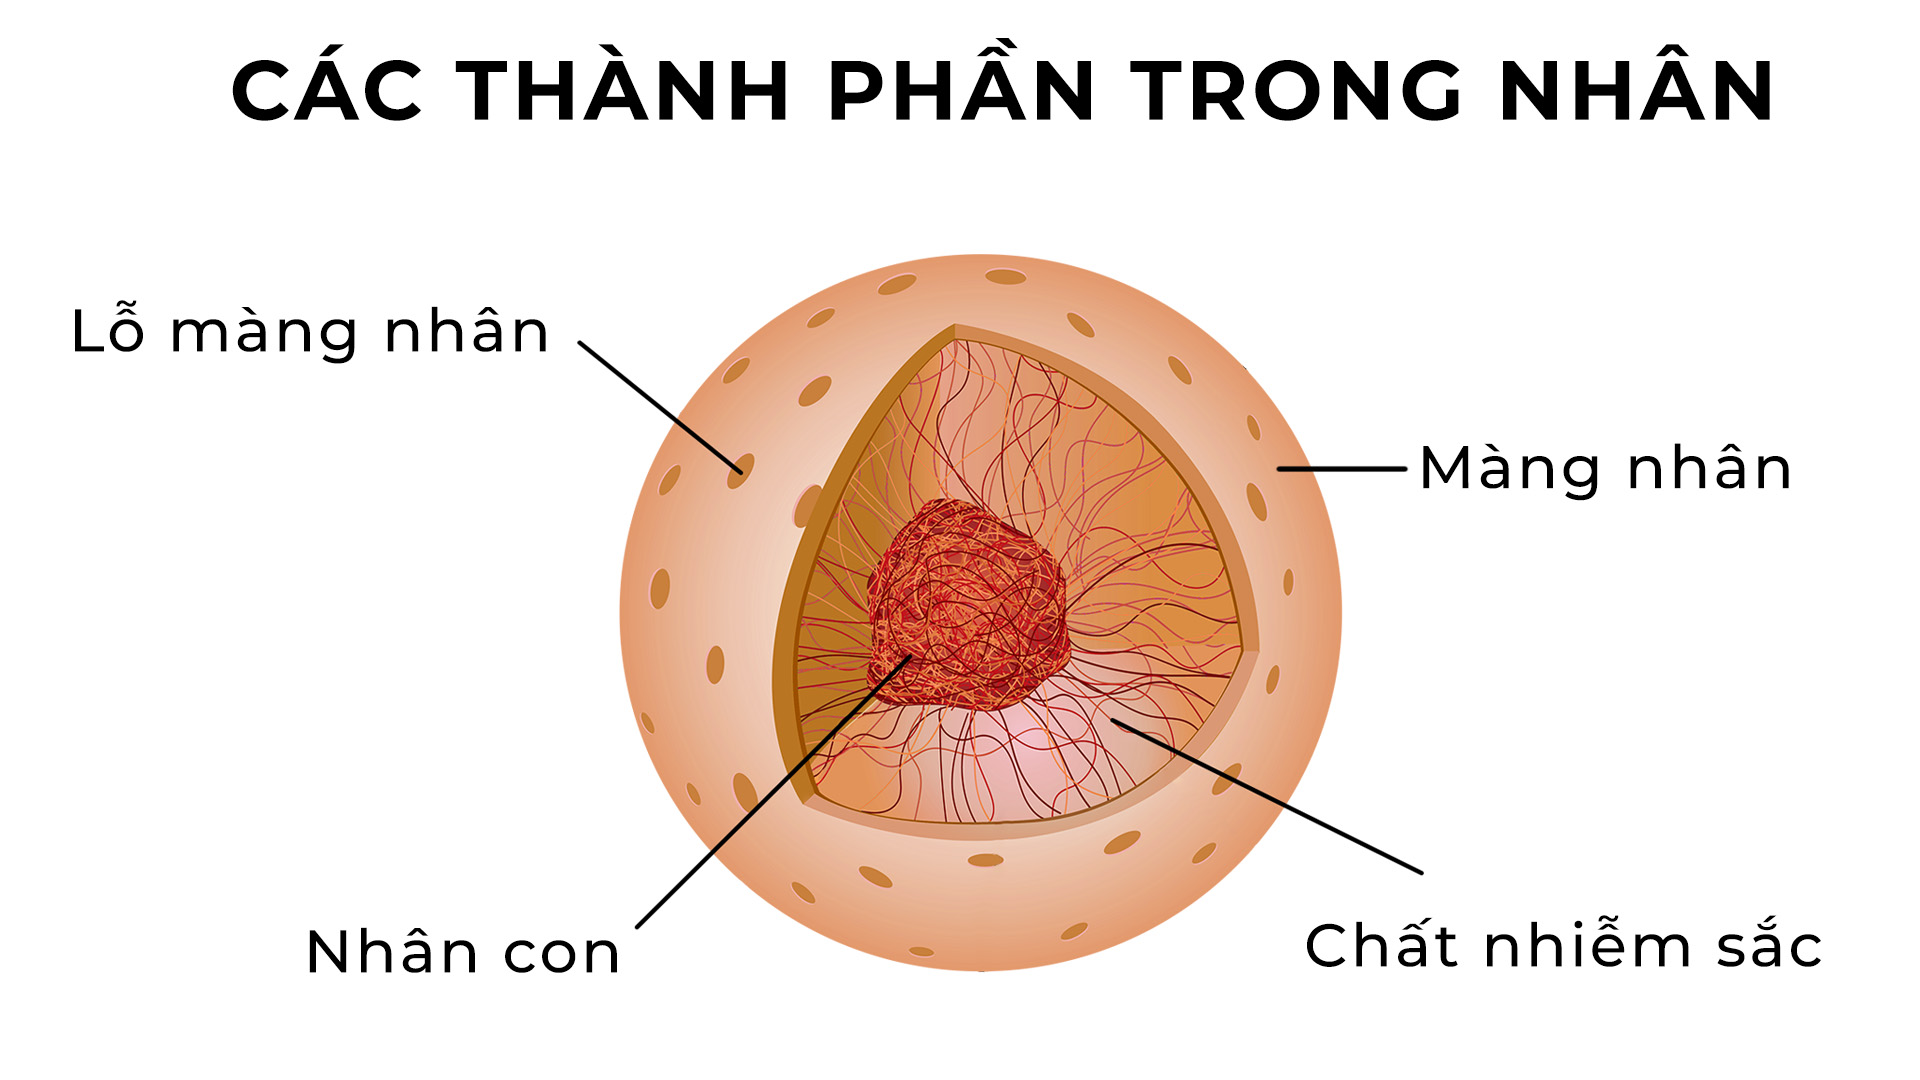 CÁC THÀNH PHẦN TRONG NHÂN
Lỗ màng nhân
Màng nhân
Nhân con
Chất nhiễm sắc